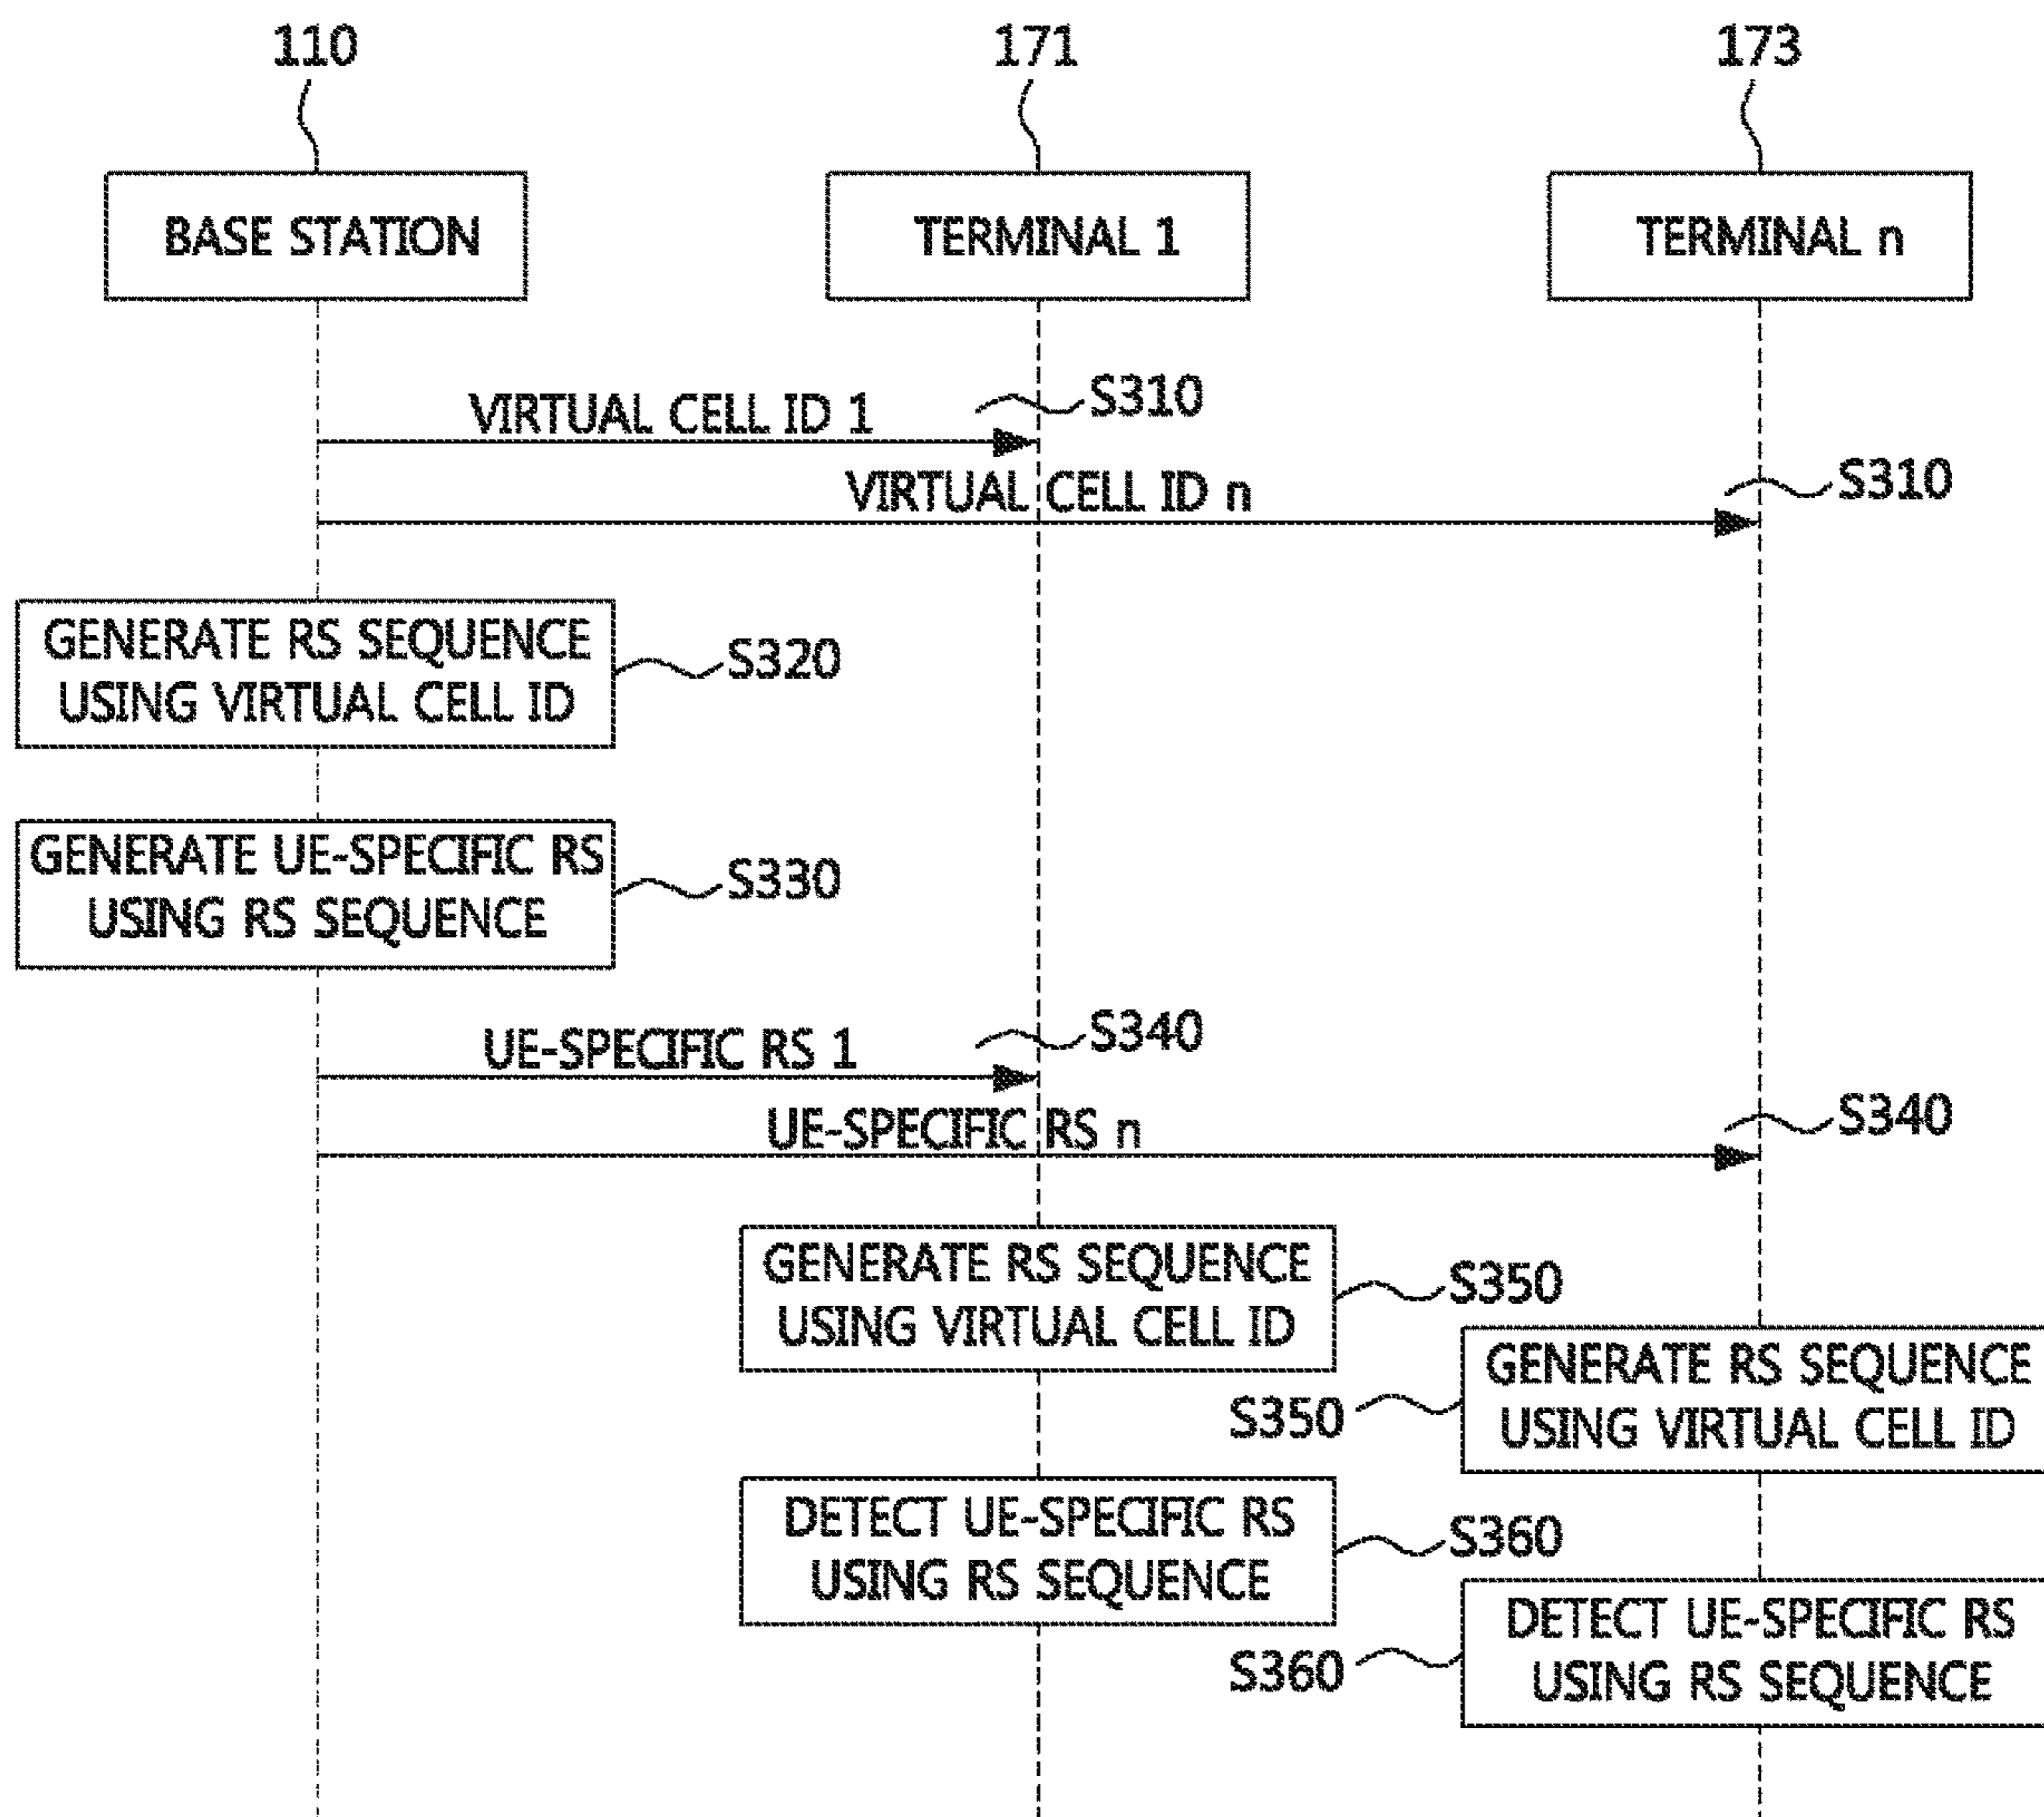 110
171
173
BASE STATION
TERMINAL 1
TERMINAL n
VIRTUAL CELL ID 1
S310
VIRTUAL CELL ID n
S310
GENERATE RS SEQUENCE
USING VIRTUAL CELL ID
S320
GENERATE UE-SPECIFIC RS
USING RS SEQUENCE
S330
UE-SPECIFIC RS 1
S340
UE-SPECIFIC RS n
S340
GENERATE RS SEQUENCE
USING VIRTUAL CELL ID
S350
GENERATE RS SEQUENCE
USING VIRTUAL CELL ID
S350
DETECT UE-SPECIFIC RS
USING RS SEQUENCE
S360
DETECT UE-SPECIFIC RS
USING RS SEQUENCE
S360